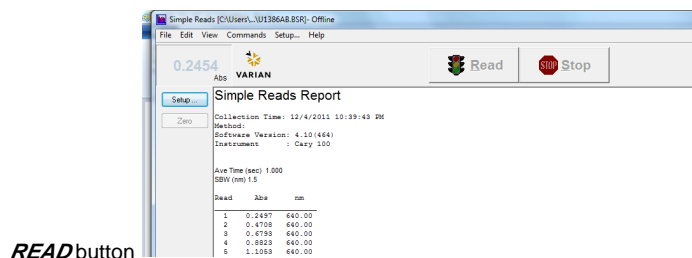 Simple Reads [C:\Users\...\U1386AB.BSR]- Offline
File Edit View Commands Setup... Help
0.2454
Abs
VARIAN
Read
STOP Stop
Setup...
Zero
Simple Reads Report
Collection Time: 12/4/2011 10:39:43 PM
Method:
Software Version: 4.10(464)
Instrument : Cary 100
Ave Time (sec) 1.000
SBW (nm) 1.5
Read Abs nm
1 0.2497 640.00
2 0.4708 640.00
3 0.6793 640.00
4 0.8823 640.00
5 1.1053 640.00
READ button